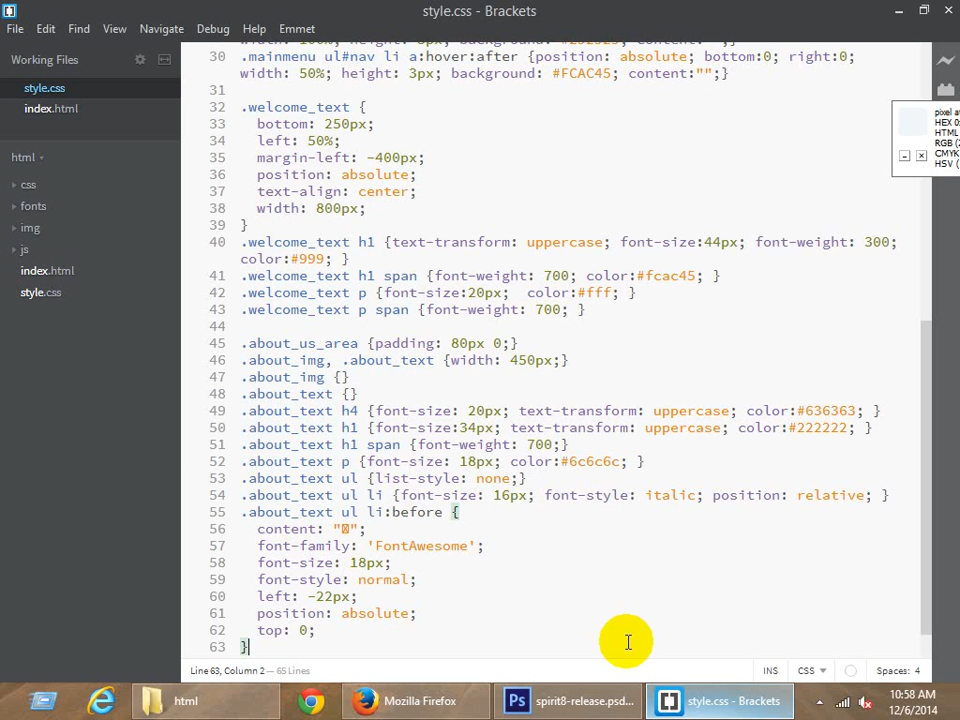 style.css - Brackets
File Edit Find View Navigate Debug Help Emmet
Working Files
style.css
index.html
html
css
fonts
img
js
index.html
style.css
30 .mainmenu ul#nav li a:hover:after {position: absolute; bottom:0; right:0;
width: 50%; height: 3px; background: #FCAC45; content:"";}
31
32 .welcome_text {
33 bottom: 250px;
34 left: 50%;
35 margin-left: -400px;
36 position: absolute;
37 text-align: center;
38 width: 800px;
39 }
40 .welcome_text h1 {text-transform: uppercase; font-size:44px; font-weight: 300;
color:#999; }
41 .welcome_text h1 span {font-weight: 700; color:#fcac45; }
42 .welcome_text p {font-size:20px;  color:#fff; }
43 .welcome_text p span {font-weight: 700; }
44
45 .about_us_area {padding: 80px 0;}
46 .about_img, .about_text {width: 450px;}
47 .about_img {}
48 .about_text {}
49 .about_text h4 {font-size: 20px; text-transform: uppercase; color:#636363; }
50 .about_text h1 {font-size:34px; text-transform: uppercase; color:#222222; }
51 .about_text h1 span {font-weight: 700;}
52 .about_text p {font-size: 18px; color:#6c6c6c; }
53 .about_text ul {list-style: none;}
54 .about_text ul li {font-size: 16px; font-style: italic; position: relative; }
55 .about_text ul li:before {
56 content: "";
57 font-family: 'FontAwesome';
58 font-size: 18px;
59 font-style: normal;
60 left: -22px;
61 position: absolute;
62 top: 0;
63 }
pixel at
HEX 0
HTML
RGB (2
CMYK
HSV (
Line 63, Column 2 — 65 Lines
INS CSS Spaces: 4
html
Mozilla Firefox
spirit8-release.psd...
style.css - Brackets
10:58 AM
12/6/2014